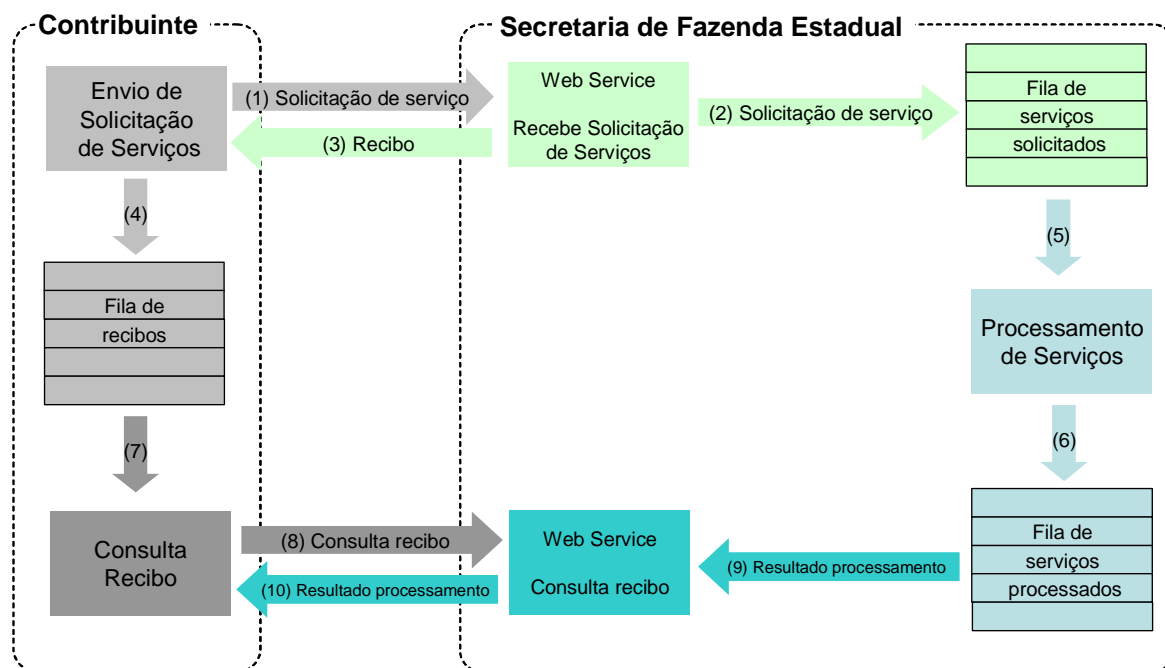 Contribuinte
Secretaria de Fazenda Estadual
Envio de
Solicitação
de Serviços
(1) Solicitação de serviço
(3) Recibo
Web Service
Recebe Solicitação
de Serviços
(2) Solicitação de serviço
Fila de
serviços
solicitados
(4)
(5)
Fila de
recibos
Processamento
de Serviços
(7)
(6)
Consulta
Recibo
(8) Consulta recibo
(10) Resultado processamento
Web Service
Consulta recibo
(9) Resultado processamento
Fila de
serviços
processados